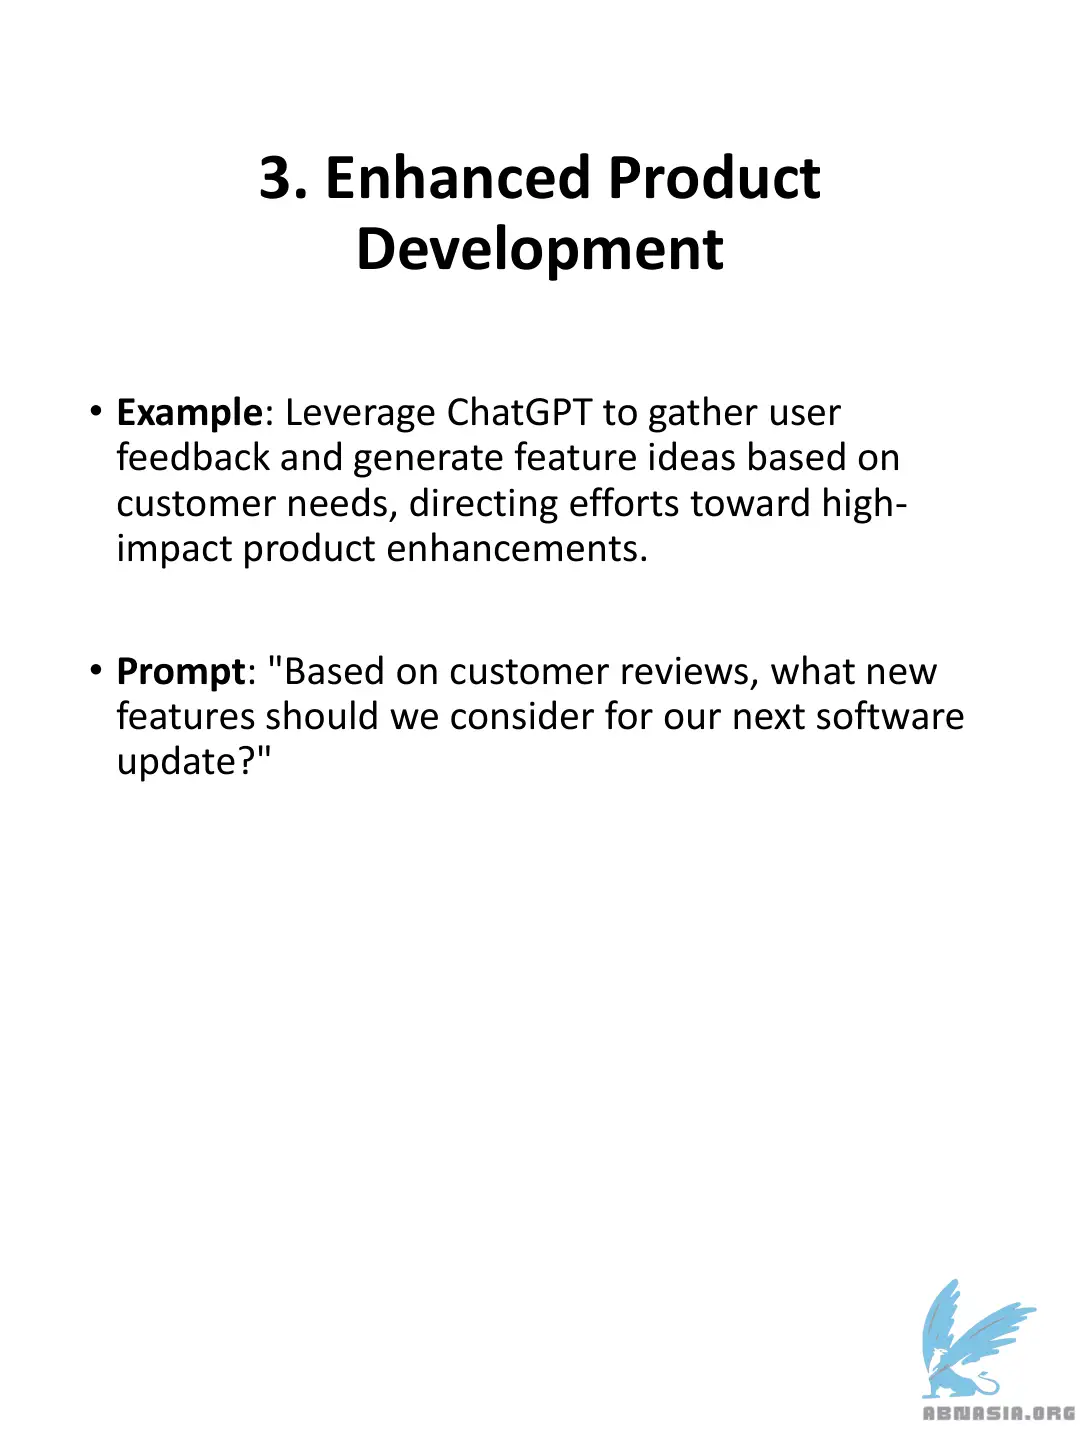 3. Enhanced Product
Development
• Example: Leverage ChatGPT to gather user
feedback and generate feature ideas based on
customer needs, directing efforts toward high-
impact product enhancements.
• Prompt: "Based on customer reviews, what new
features should we consider for our next software
update?"
ABNASIA.ORG